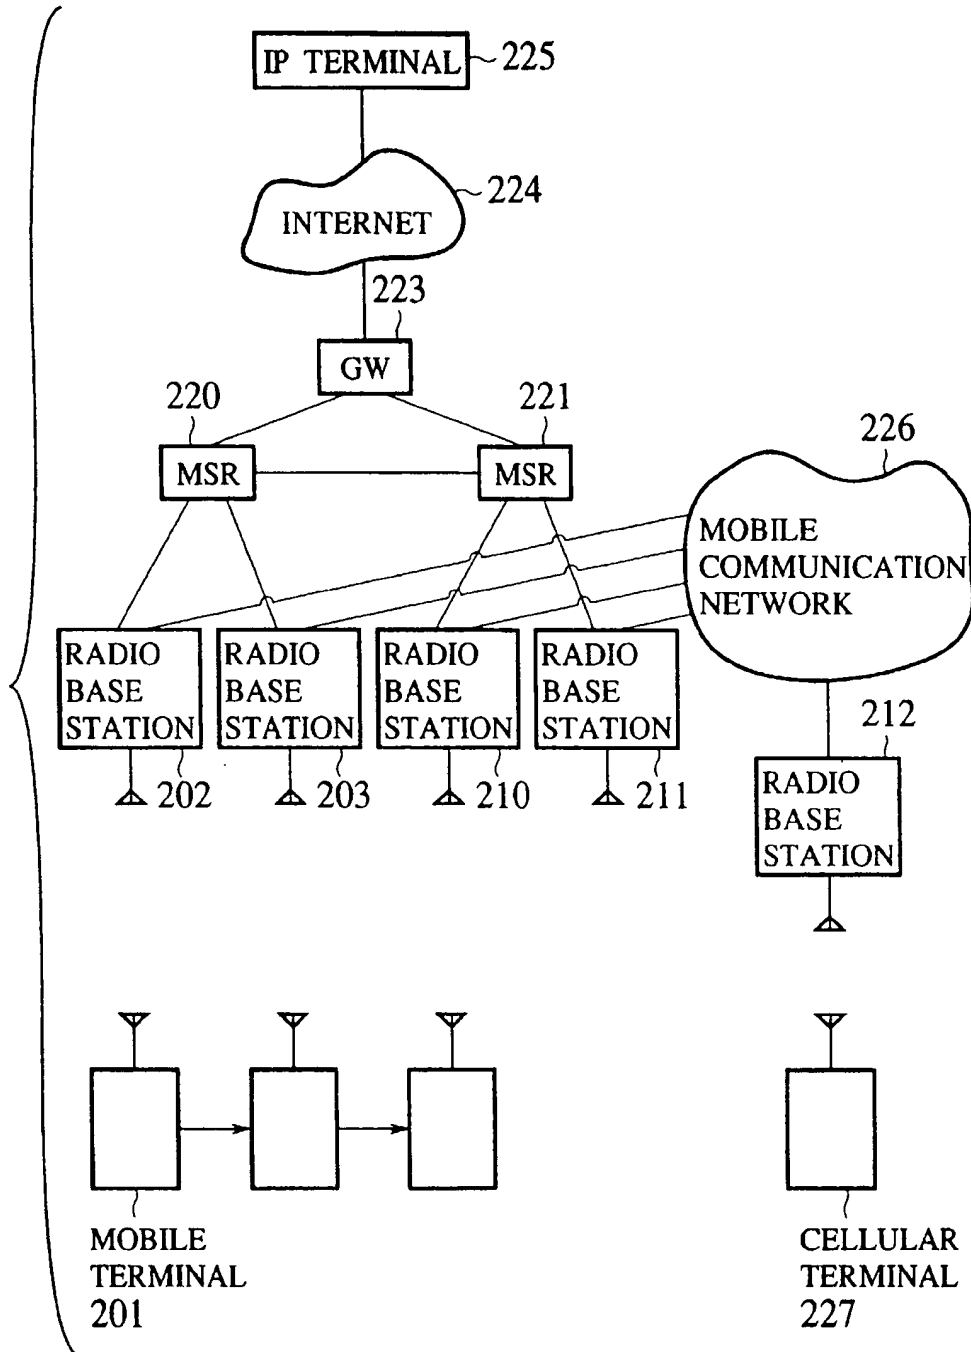 IP TERMINAL
225
INTERNET
224
223
GW
220
221
MSR
MSR
226
MOBILE
COMMUNICATION
NETWORK
RADIO
BASE
STATION
202
RADIO
BASE
STATION
203
RADIO
BASE
STATION
210
RADIO
BASE
STATION
211
212
RADIO
BASE
STATION
MOBILE
TERMINAL
201
CELLULAR
TERMINAL
227